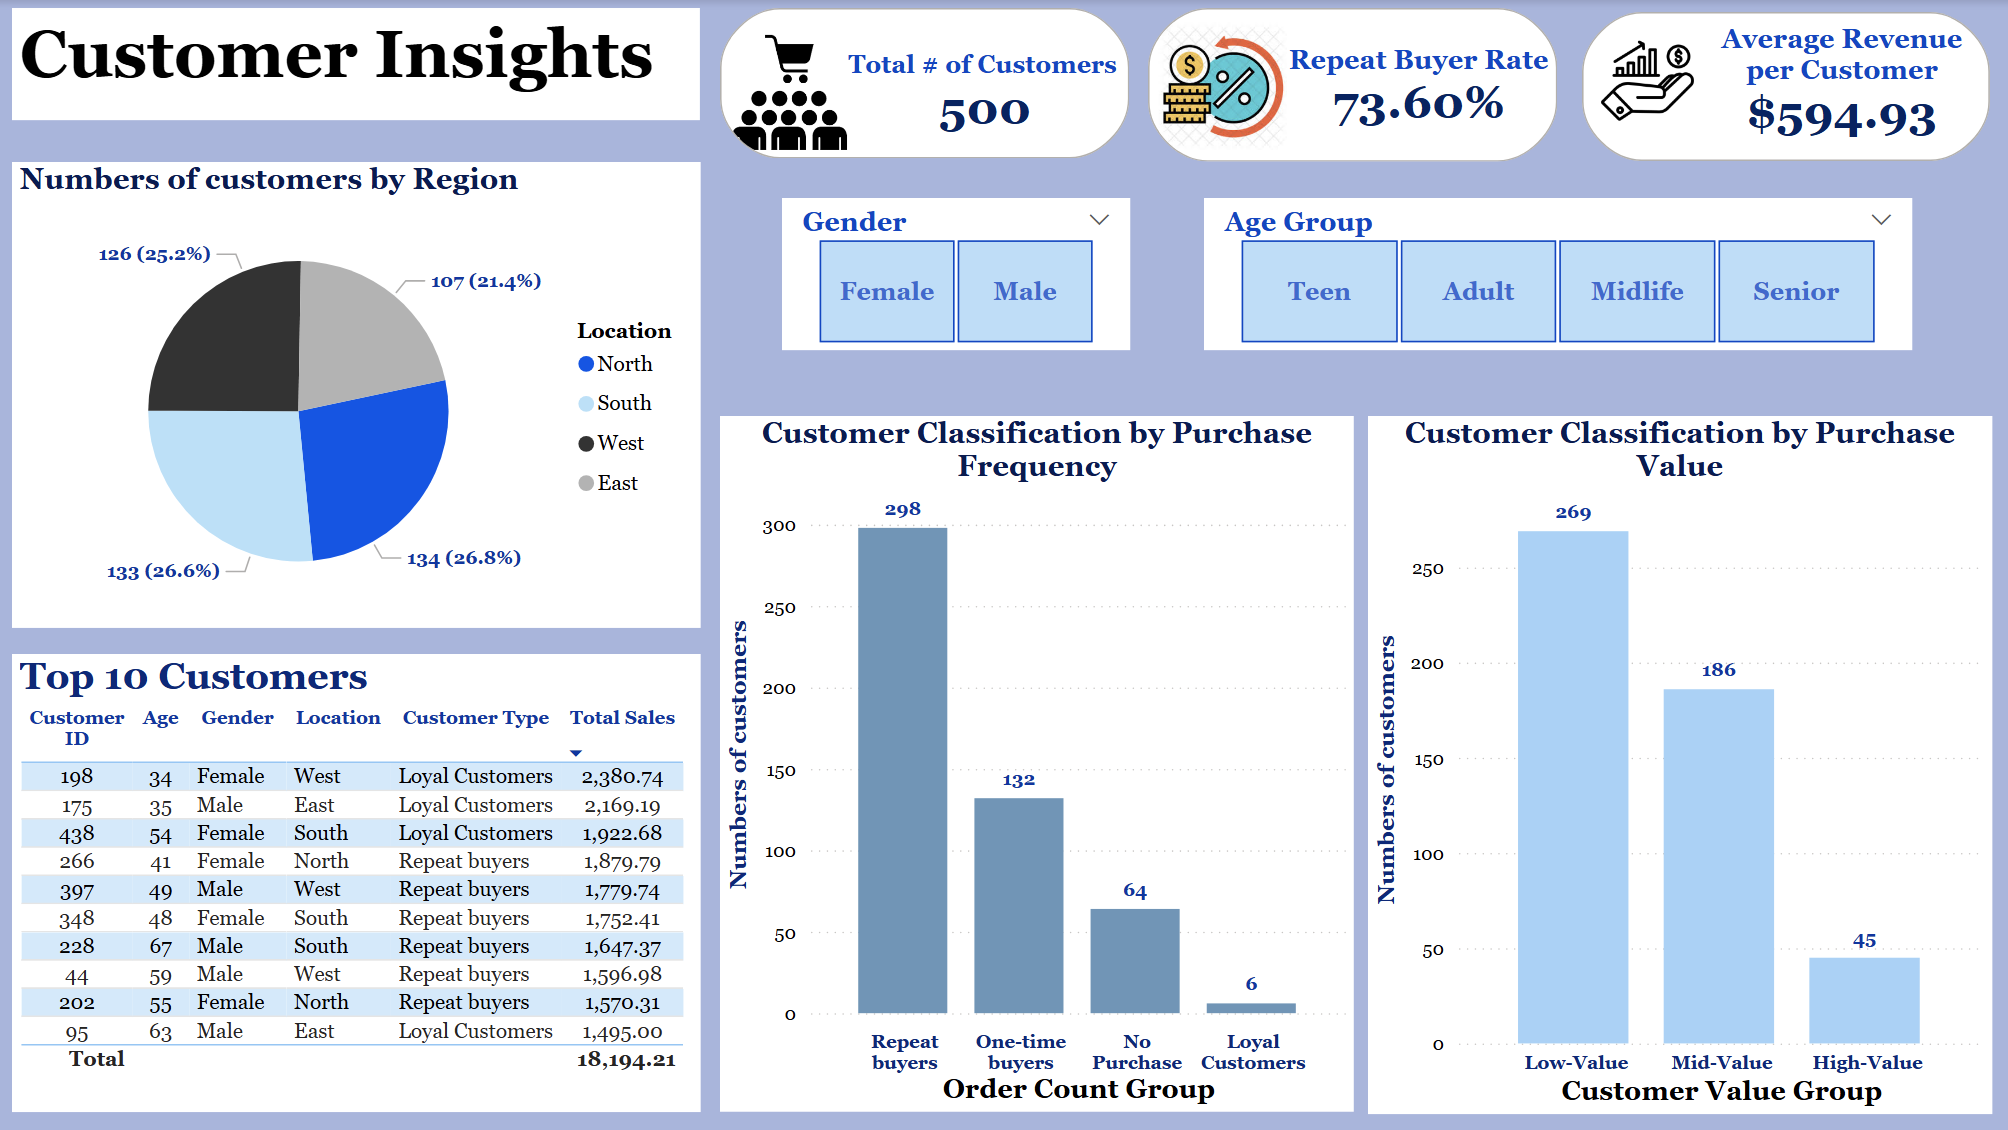 Customer Insights
Total # of Customers
500
Repeat Buyer Rate
73.60%
Average Revenue
per Customer
$594.93
Numbers of customers by Region
126 (25.2%)
107 (21.4%)
133 (26.6%)
134 (26.8%)
Location
North
South
West
East
Gender
Female Male
Age Group
Teen Adult Midlife Senior
Top 10 Customers
Customer ID Age Gender Location Customer Type Total Sales
198 34 Female West Loyal Customers 2,380.74
175 35 Male East Loyal Customers 2,169.19
438 54 Female South Loyal Customers 1,922.68
266 41 Female North Repeat buyers 1,879.79
397 49 Male West Repeat buyers 1,779.74
348 48 Female South Repeat buyers 1,752.41
228 67 Male South Repeat buyers 1,647.37
44 59 Male West Repeat buyers 1,596.98
202 55 Female North Repeat buyers 1,570.31
95 63 Male East Loyal Customers 1,495.00
Total 18,194.21
Customer Classification by Purchase
Frequency
Numbers of customers
300
250
200
150
100
50
0
298
132
64
6
Repeat buyers
One-time buyers
No Purchase
Loyal Customers
Order Count Group
Customer Classification by Purchase
Value
Numbers of customers
250
200
150
100
50
0
269
186
45
Low-Value
Mid-Value
High-Value
Customer Value Group